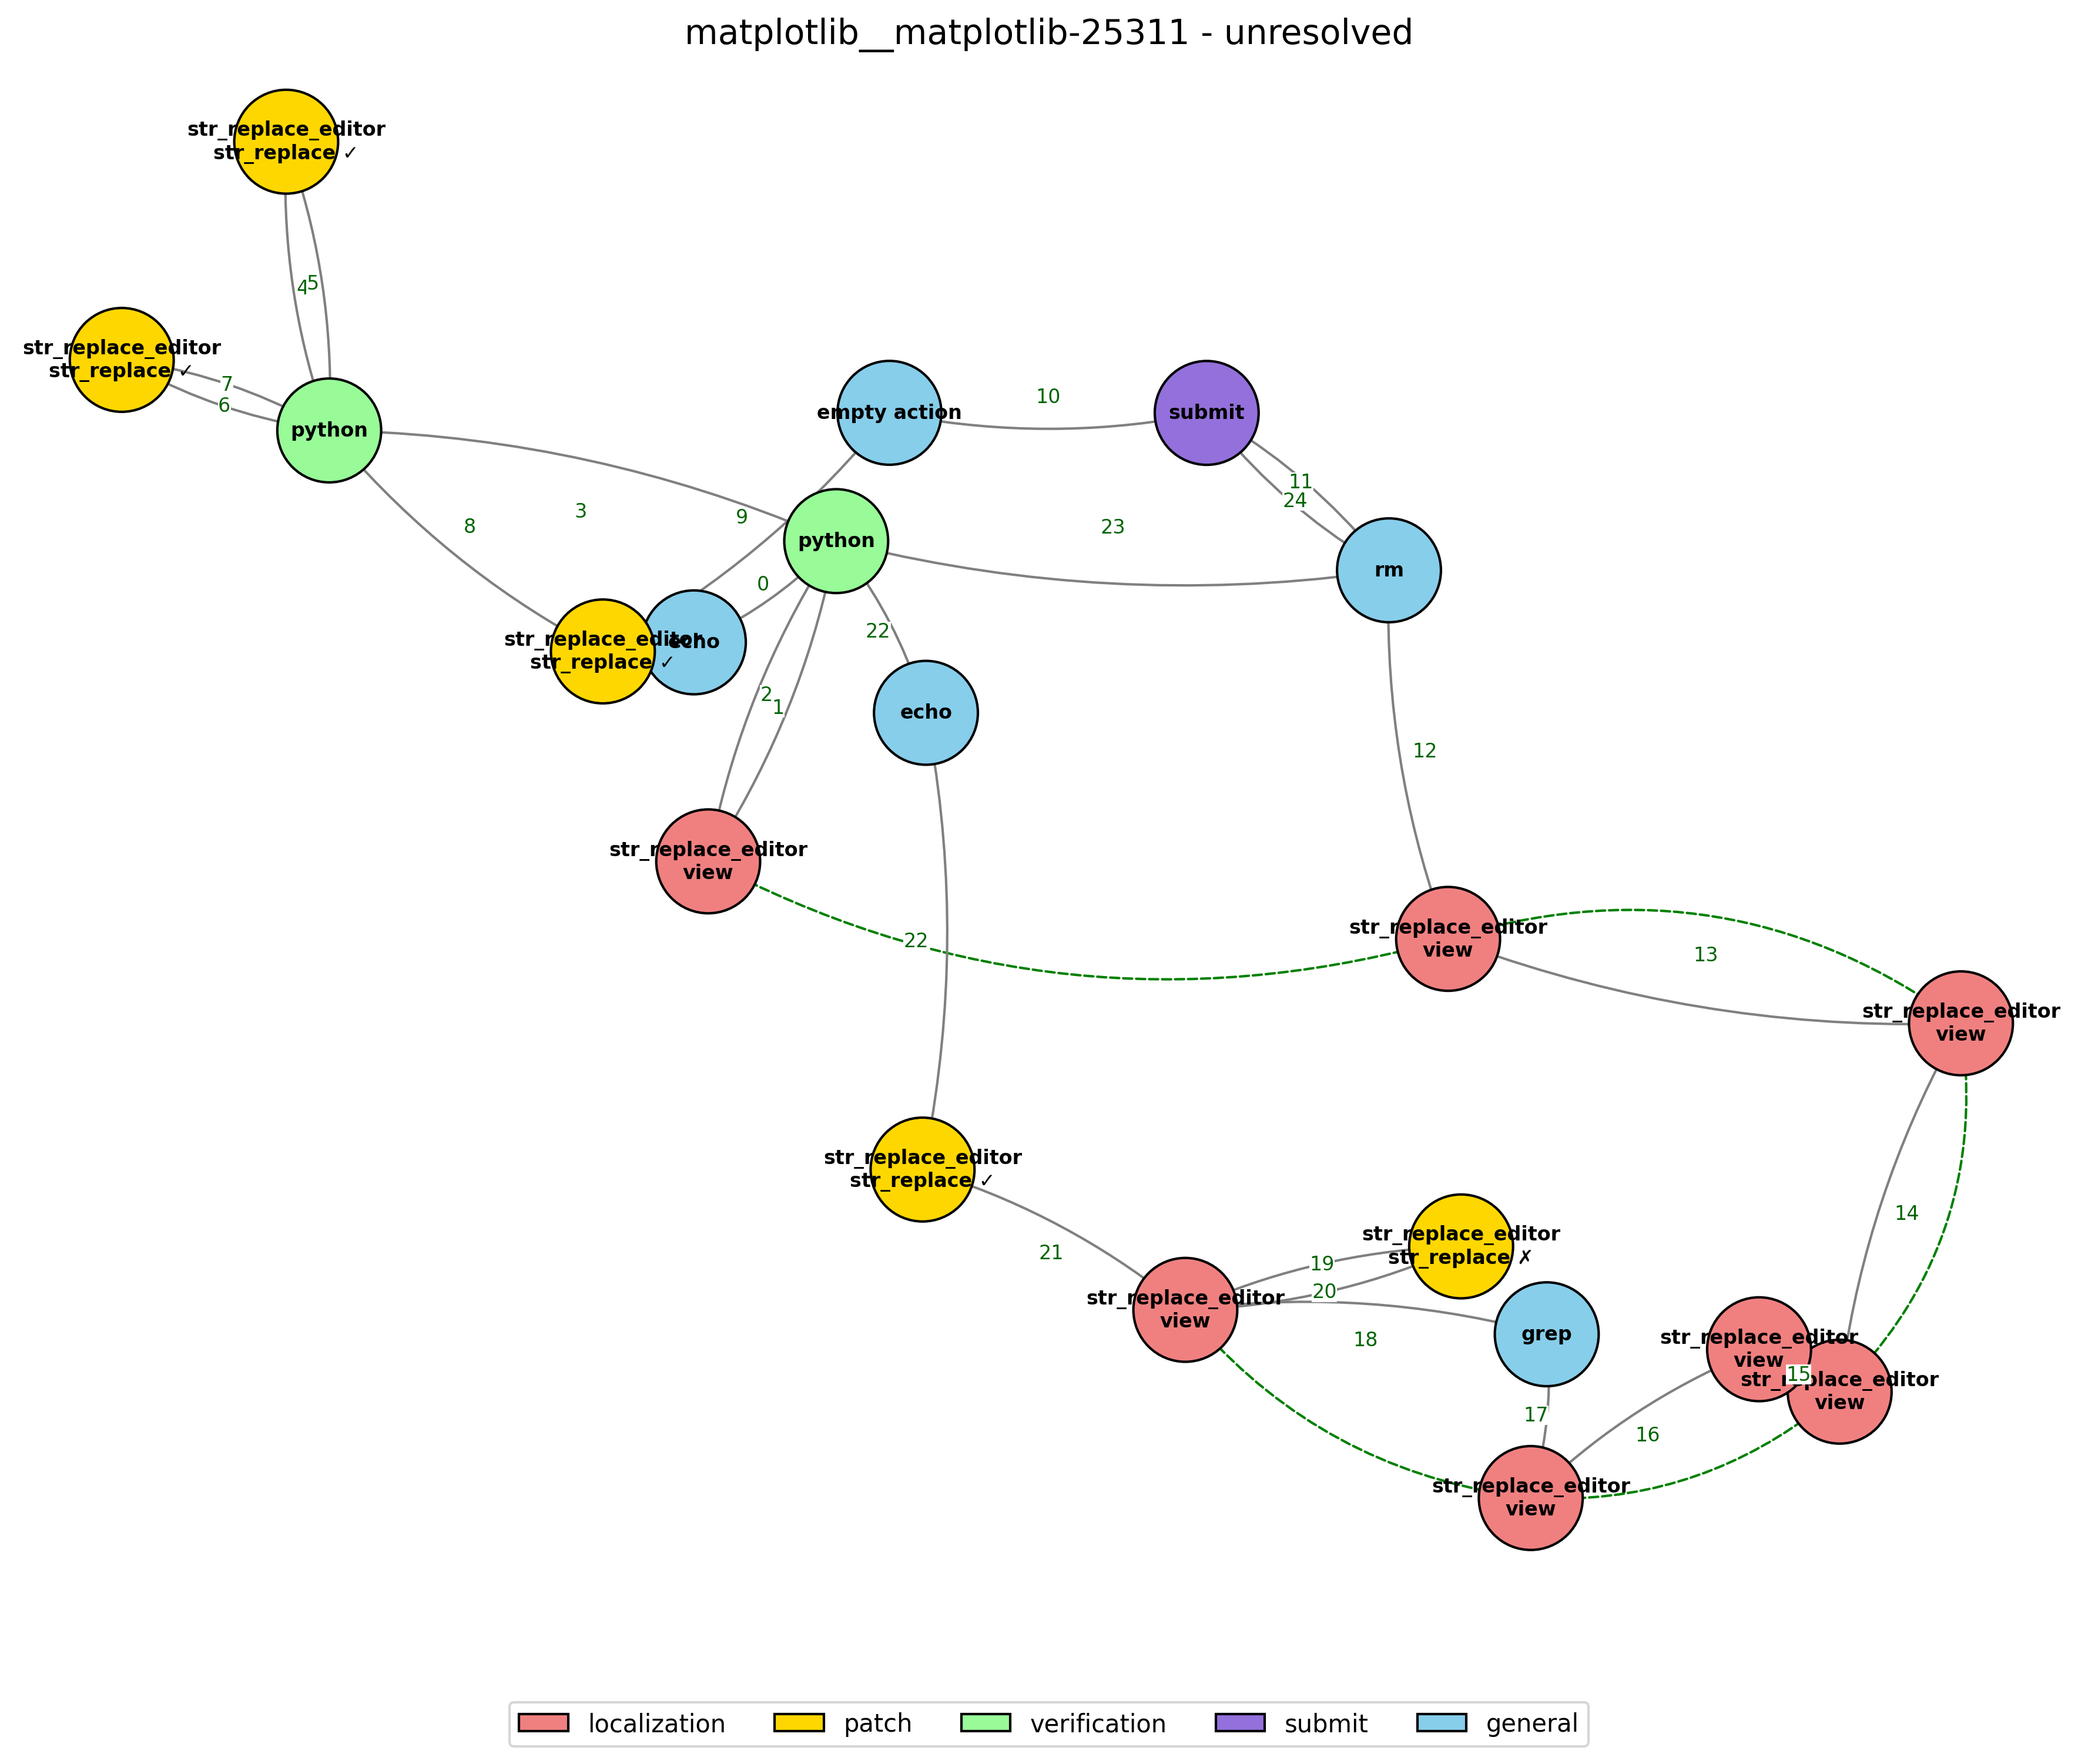 matplotlib__matplotlib-25311 - unresolved
str_replace_editor
str_replace ✓
4
5
str_replace_editor
str_replace ✓
7
6
python
empty action
10
submit
11
24
3
9
8
python
23
rm
0
str_replace_editor
str_replace ✓
echo
22
2
1
echo
12
str_replace_editor
view
22
str_replace_editor
view
13
str_replace_editor
view
str_replace_editor
str_replace ✓
14
21
str_replace_editor
str_replace ✗
19
20
str_replace_editor
view
18
grep
str_replace_editor
view
15
str_replace_editor
view
17
16
str_replace_editor
view
localization
patch
verification
submit
general